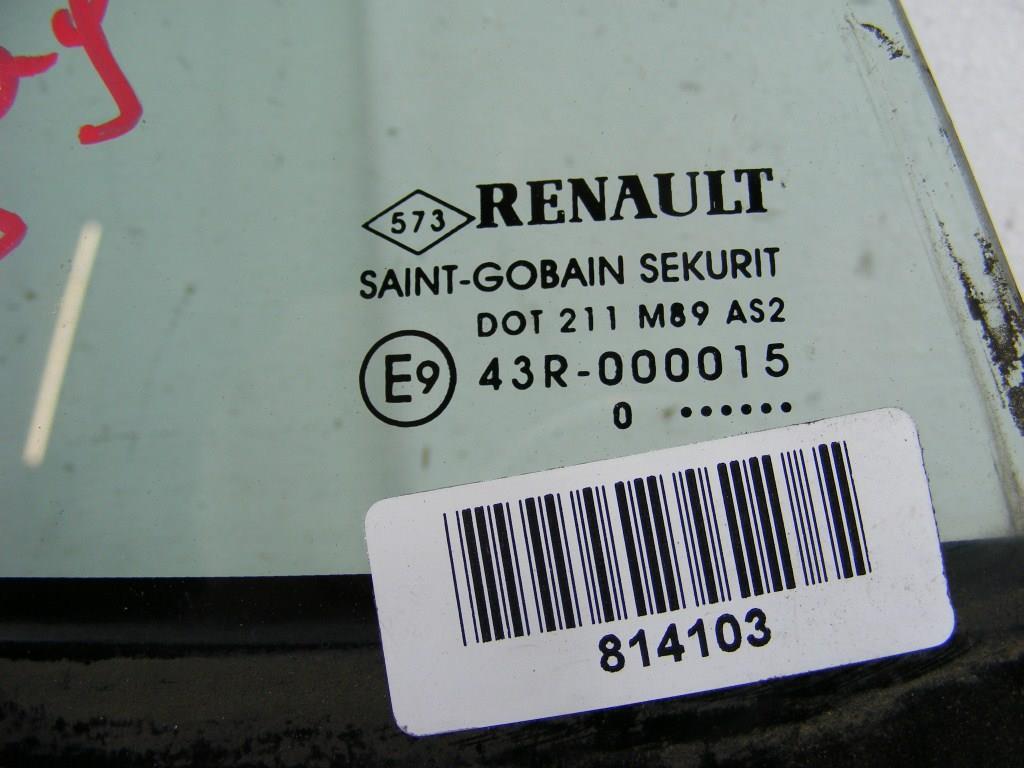 573 RENAULT
SAINT-GOBAIN SEKURIT
DOT 211 M89 AS2
E9 43R-000015
0 ......
814103